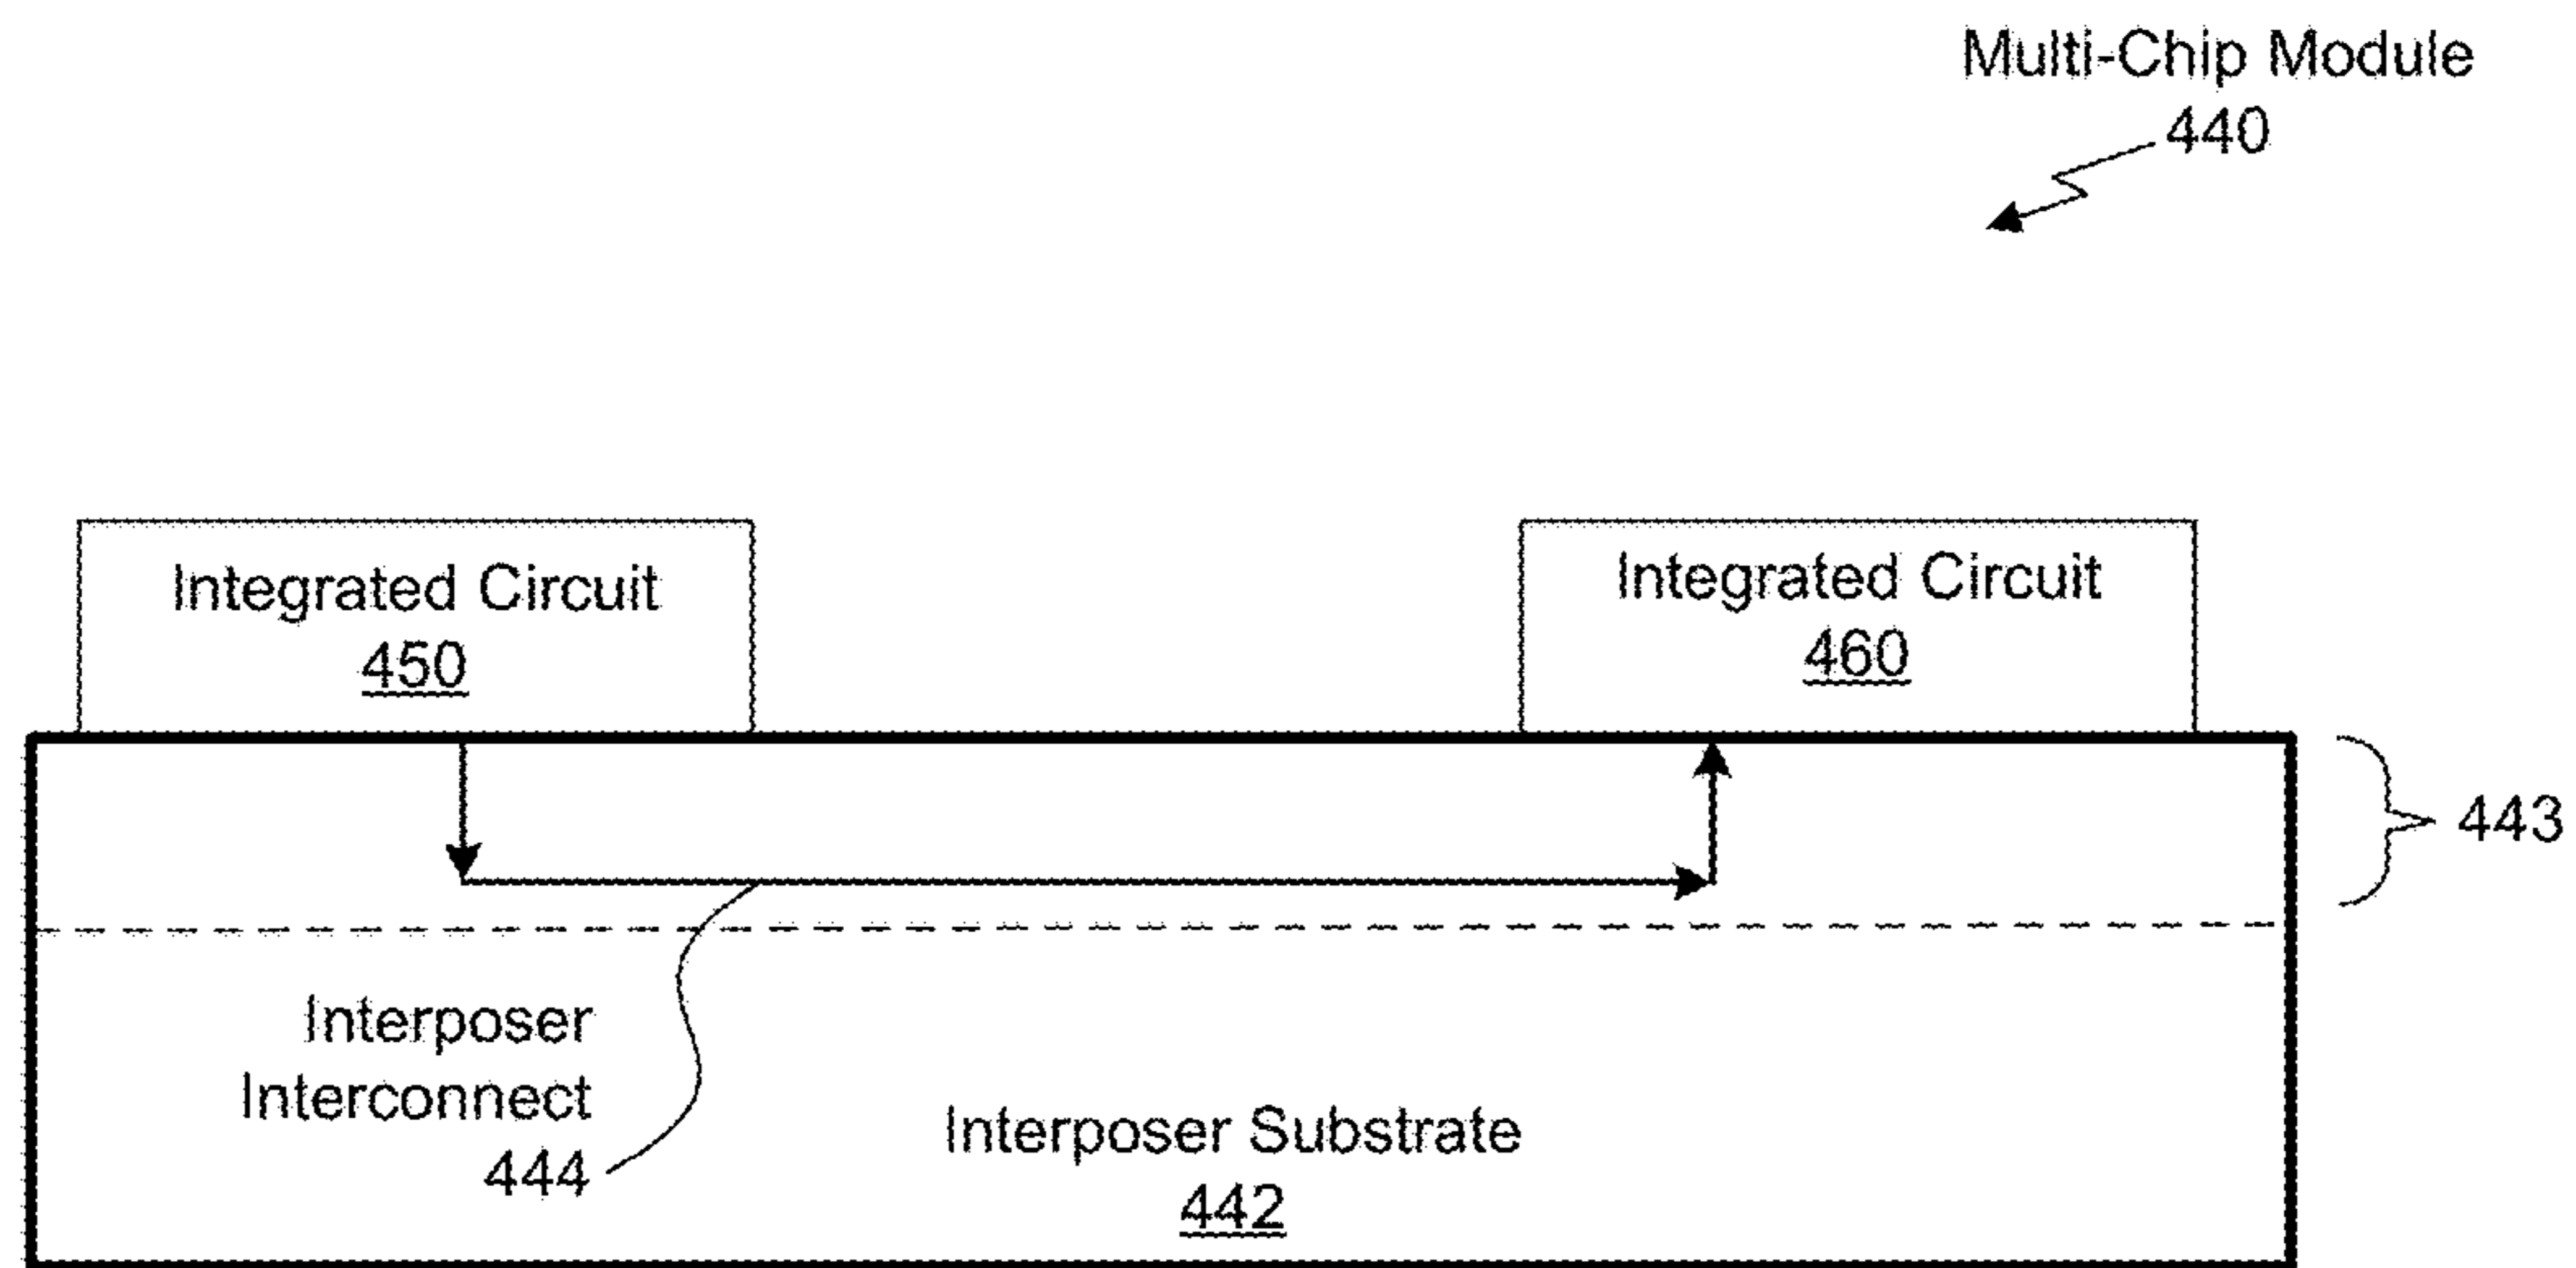 Multi-Chip Module
440
Integrated Circuit
450
Integrated Circuit
460
443
Interposer
Interconnect
444
Interposer Substrate
442